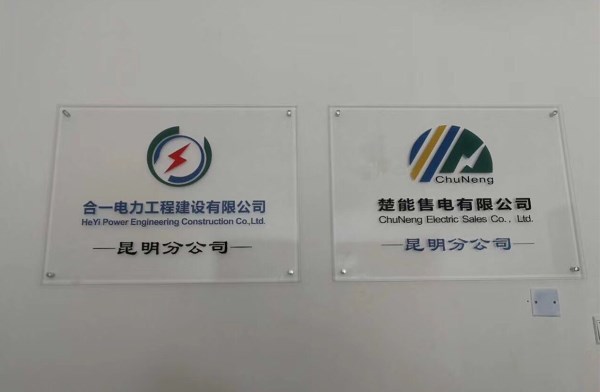 合一电力工程建设有限公司
HeYi Power Engineering Construction Co.,Ltd.
昆明分公司
ChuNeng
楚能售电有限公司
ChuNeng Electric Sales Co., Ltd.
昆明分公司